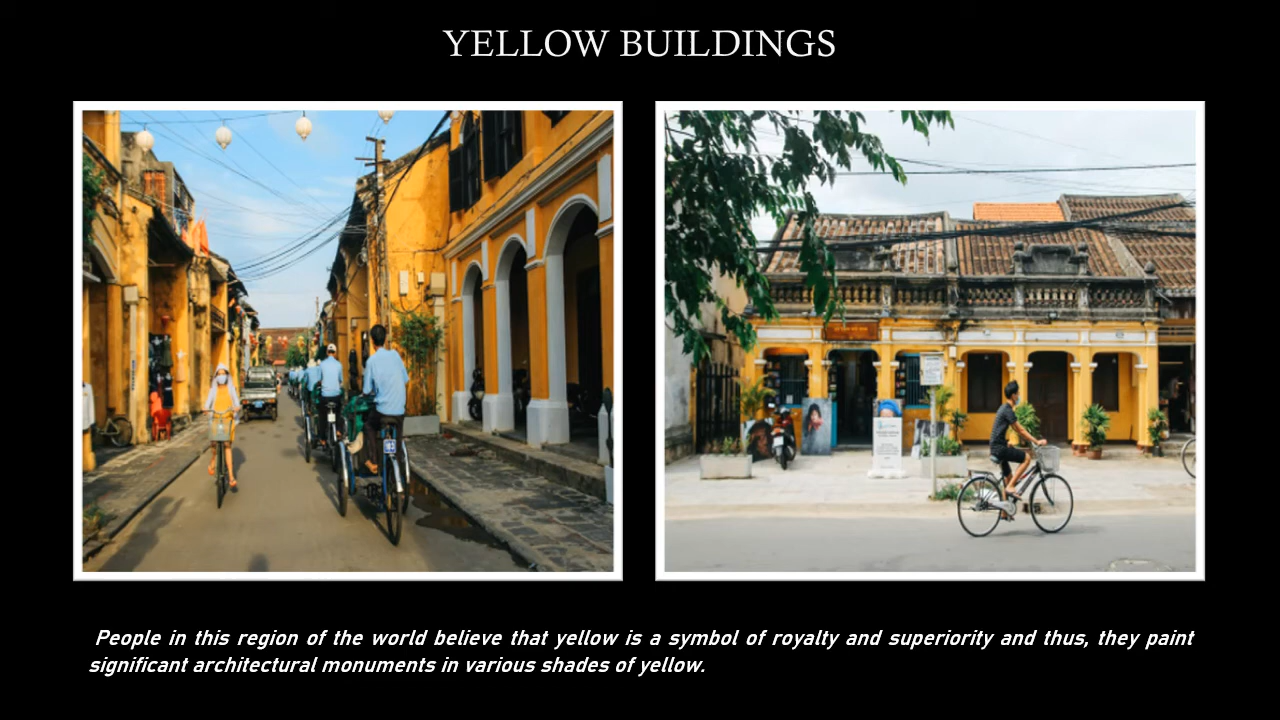 YELLOW BUILDINGS
People in this region of the world believe that yellow is a symbol of royalty and superiority and thus, they paint
significant architectural monuments in various shades of yellow.